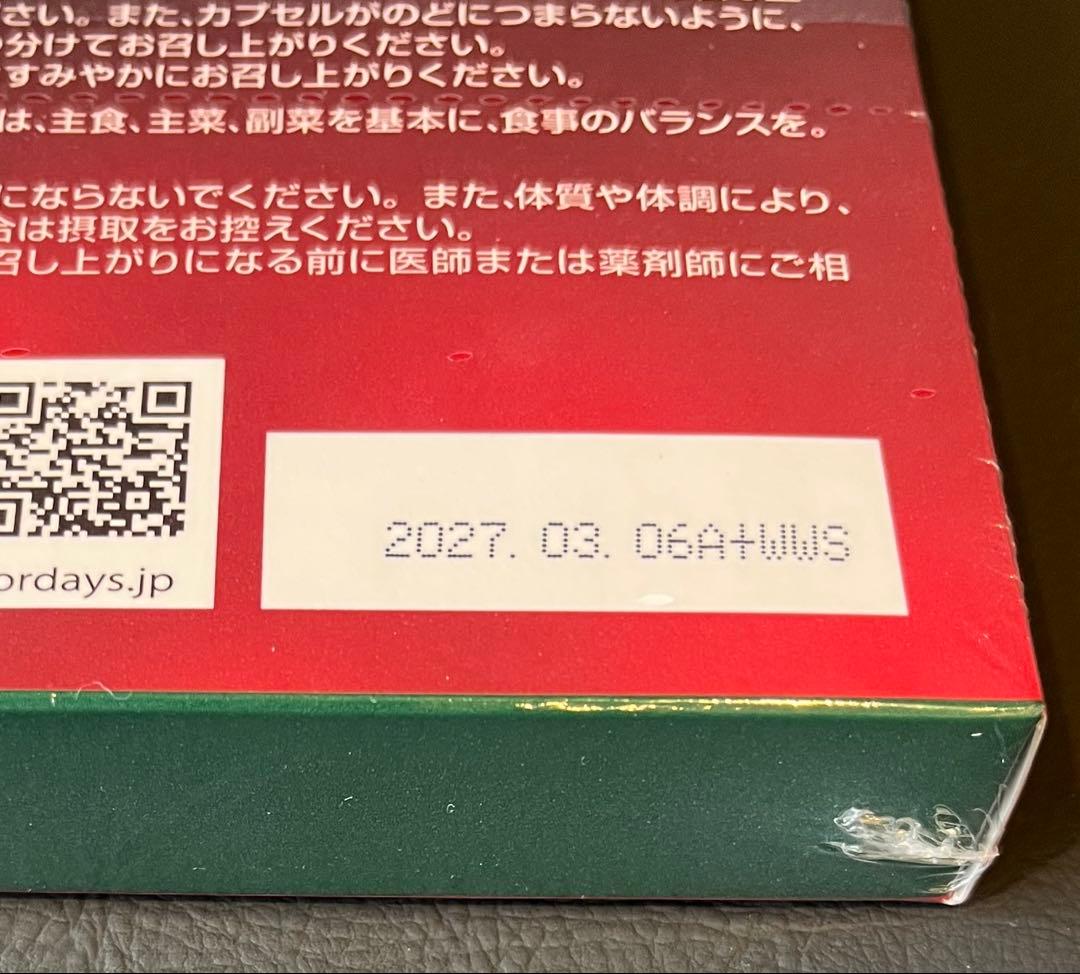 さい。また、カプセルがのどにつまらないように、
分けてお召し上がりください。
すみやかにお召し上がりください。
は、主食、主菜、副菜を基本に、食事のバランスを。
にならないでください。また、体質や体調により、
合は摂取をお控えください。
召し上がりになる前に医師または薬剤師にご相
ordays.jp
2027. 03. 06A+WWS